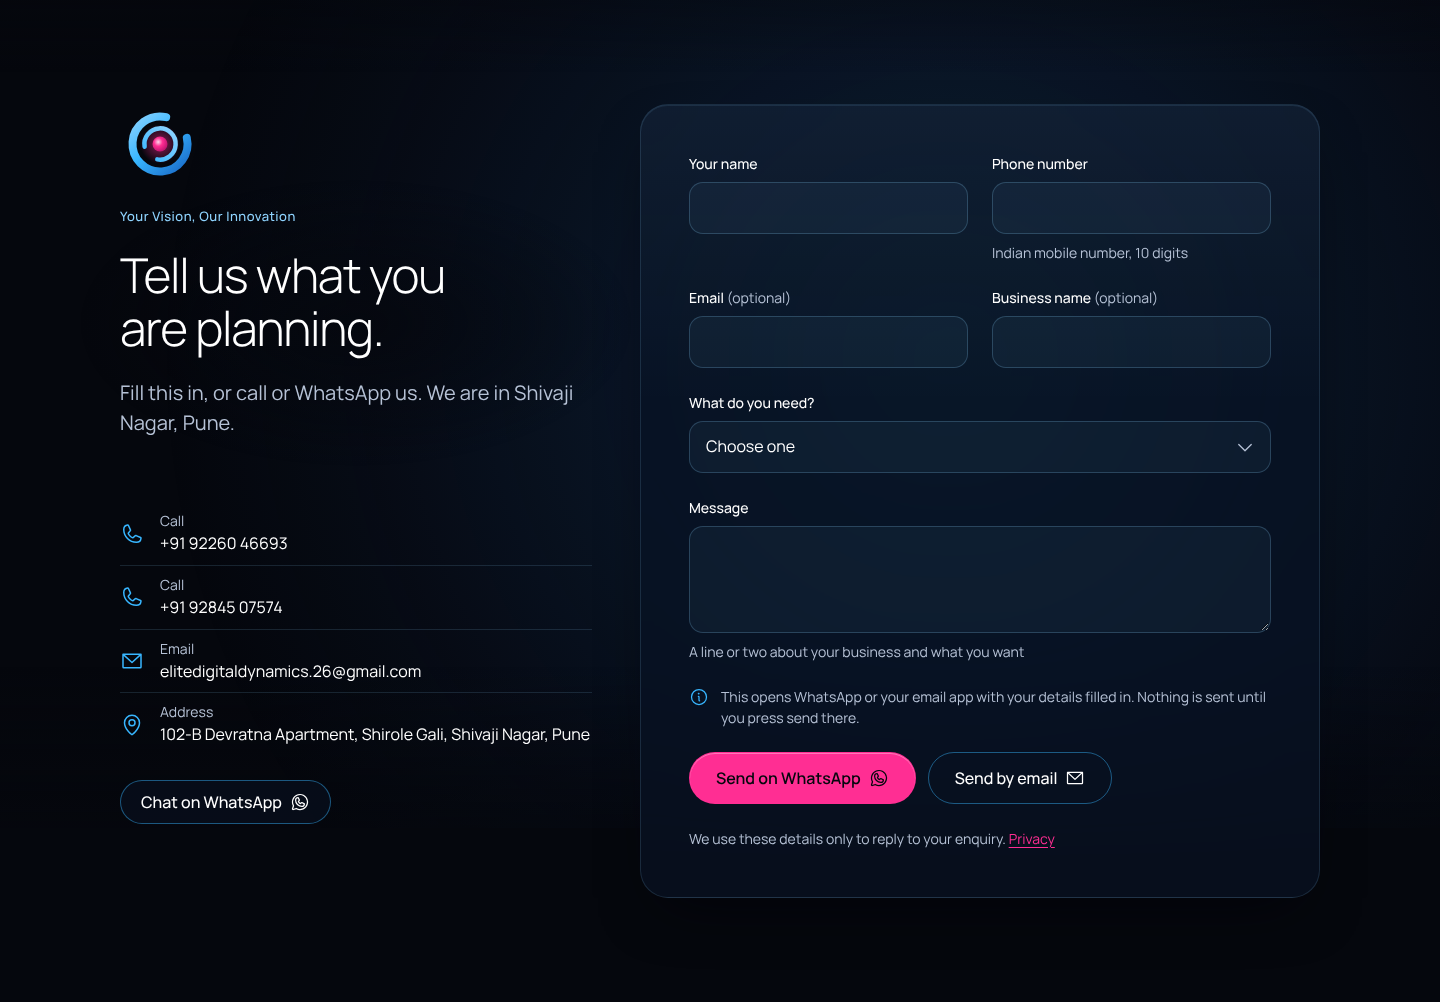 Your Vision, Our Innovation
Tell us what you
are planning.
Fill this in, or call or WhatsApp us. We are in Shivaji
Nagar, Pune.
Call
+91 92260 46693
Call
+91 92845 07574
Email
elitedigitaldynamics.26@gmail.com
Address
102-B Devratna Apartment, Shirole Gali, Shivaji Nagar, Pune
Chat on WhatsApp
Your name
Phone number
Indian mobile number, 10 digits
Email (optional)
Business name (optional)
What do you need?
Choose one
Message
A line or two about your business and what you want
This opens WhatsApp or your email app with your details filled in. Nothing is sent until
you press send there.
Send on WhatsApp
Send by email
We use these details only to reply to your enquiry. Privacy